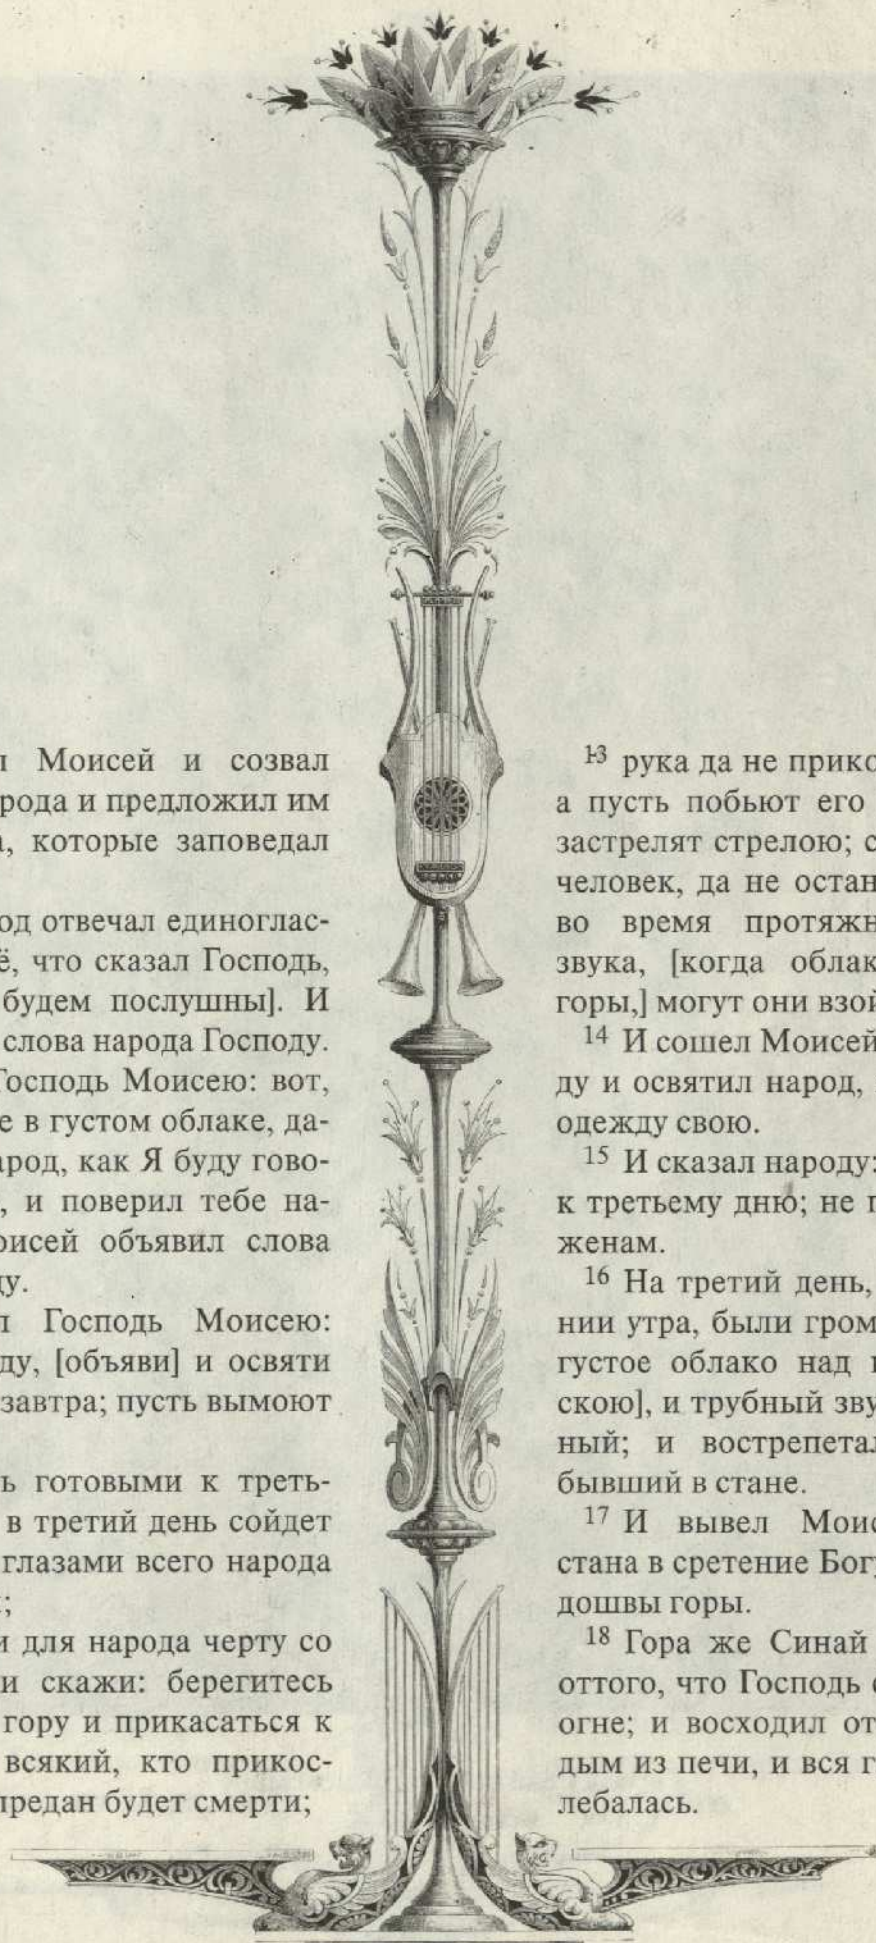 Моисей и созвал
рода и предложил им
которые заповедал
од отвечал единоглас-
что сказал Господь,
будем послушны]. И
слова народа Господу.
Господь Моисею: вот,
е в густом облаке, да-
арод, как Я буду гово-
, и поверил тебе на-
оисей объявил слова
ду.
Господь Моисею:
ду, [объяви] и освяти
завтра; пусть вымоют
ь готовыми к треть-
в третий день сойдет
глазами всего народа
;
и для народа черту со
и скажи: берегитесь
гору и прикасаться к
всякий, кто прикос-
предан будет смерти;
13 рука да не прико
а пусть побьют его
застрелят стрелою; с
человек, да не остан
во время протяжн
звука, [когда облак
горы,] могут они взой
14 И сошел Моисей
ду и освятил народ,
одежду свою.
15 И сказал народу:
к третьему дню; не п
женам.
16 На третий день,
нии утра, были гром
густое облако над
скою], и трубный зву
ный; и вострепетал
бывший в стане.
17 И вывел Моис
стана в сретение Богу
дошвы горы.
18 Гора же Синай
оттого, что Господь с
огне; и восходил от
дым из печи, и вся г
лебалась.